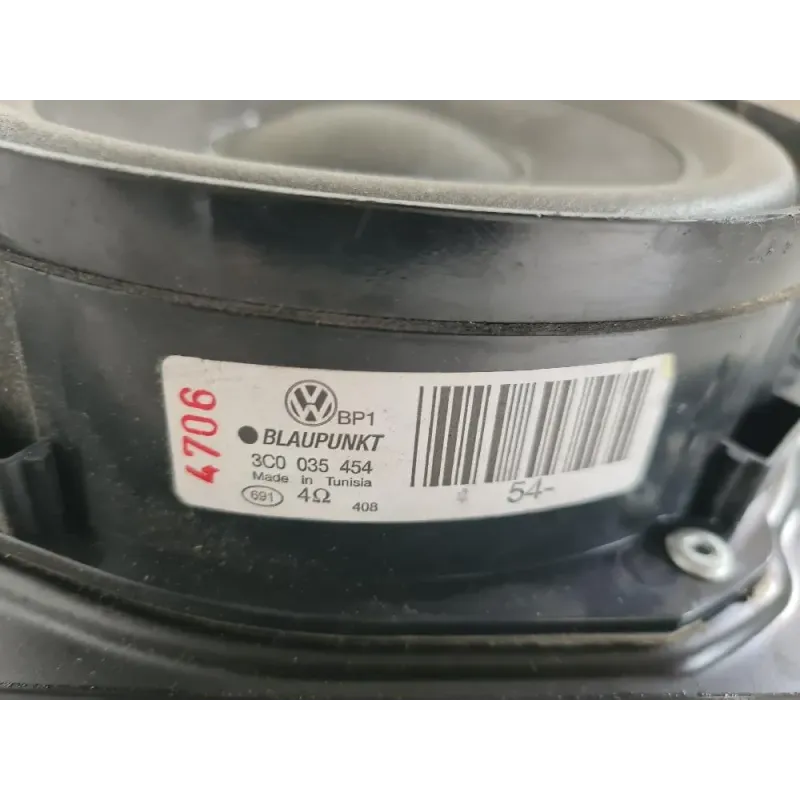 4706
BP1
BLAUPUNKT
3C0 035 454
Made in Tunisia
691 4Ω 408
54-